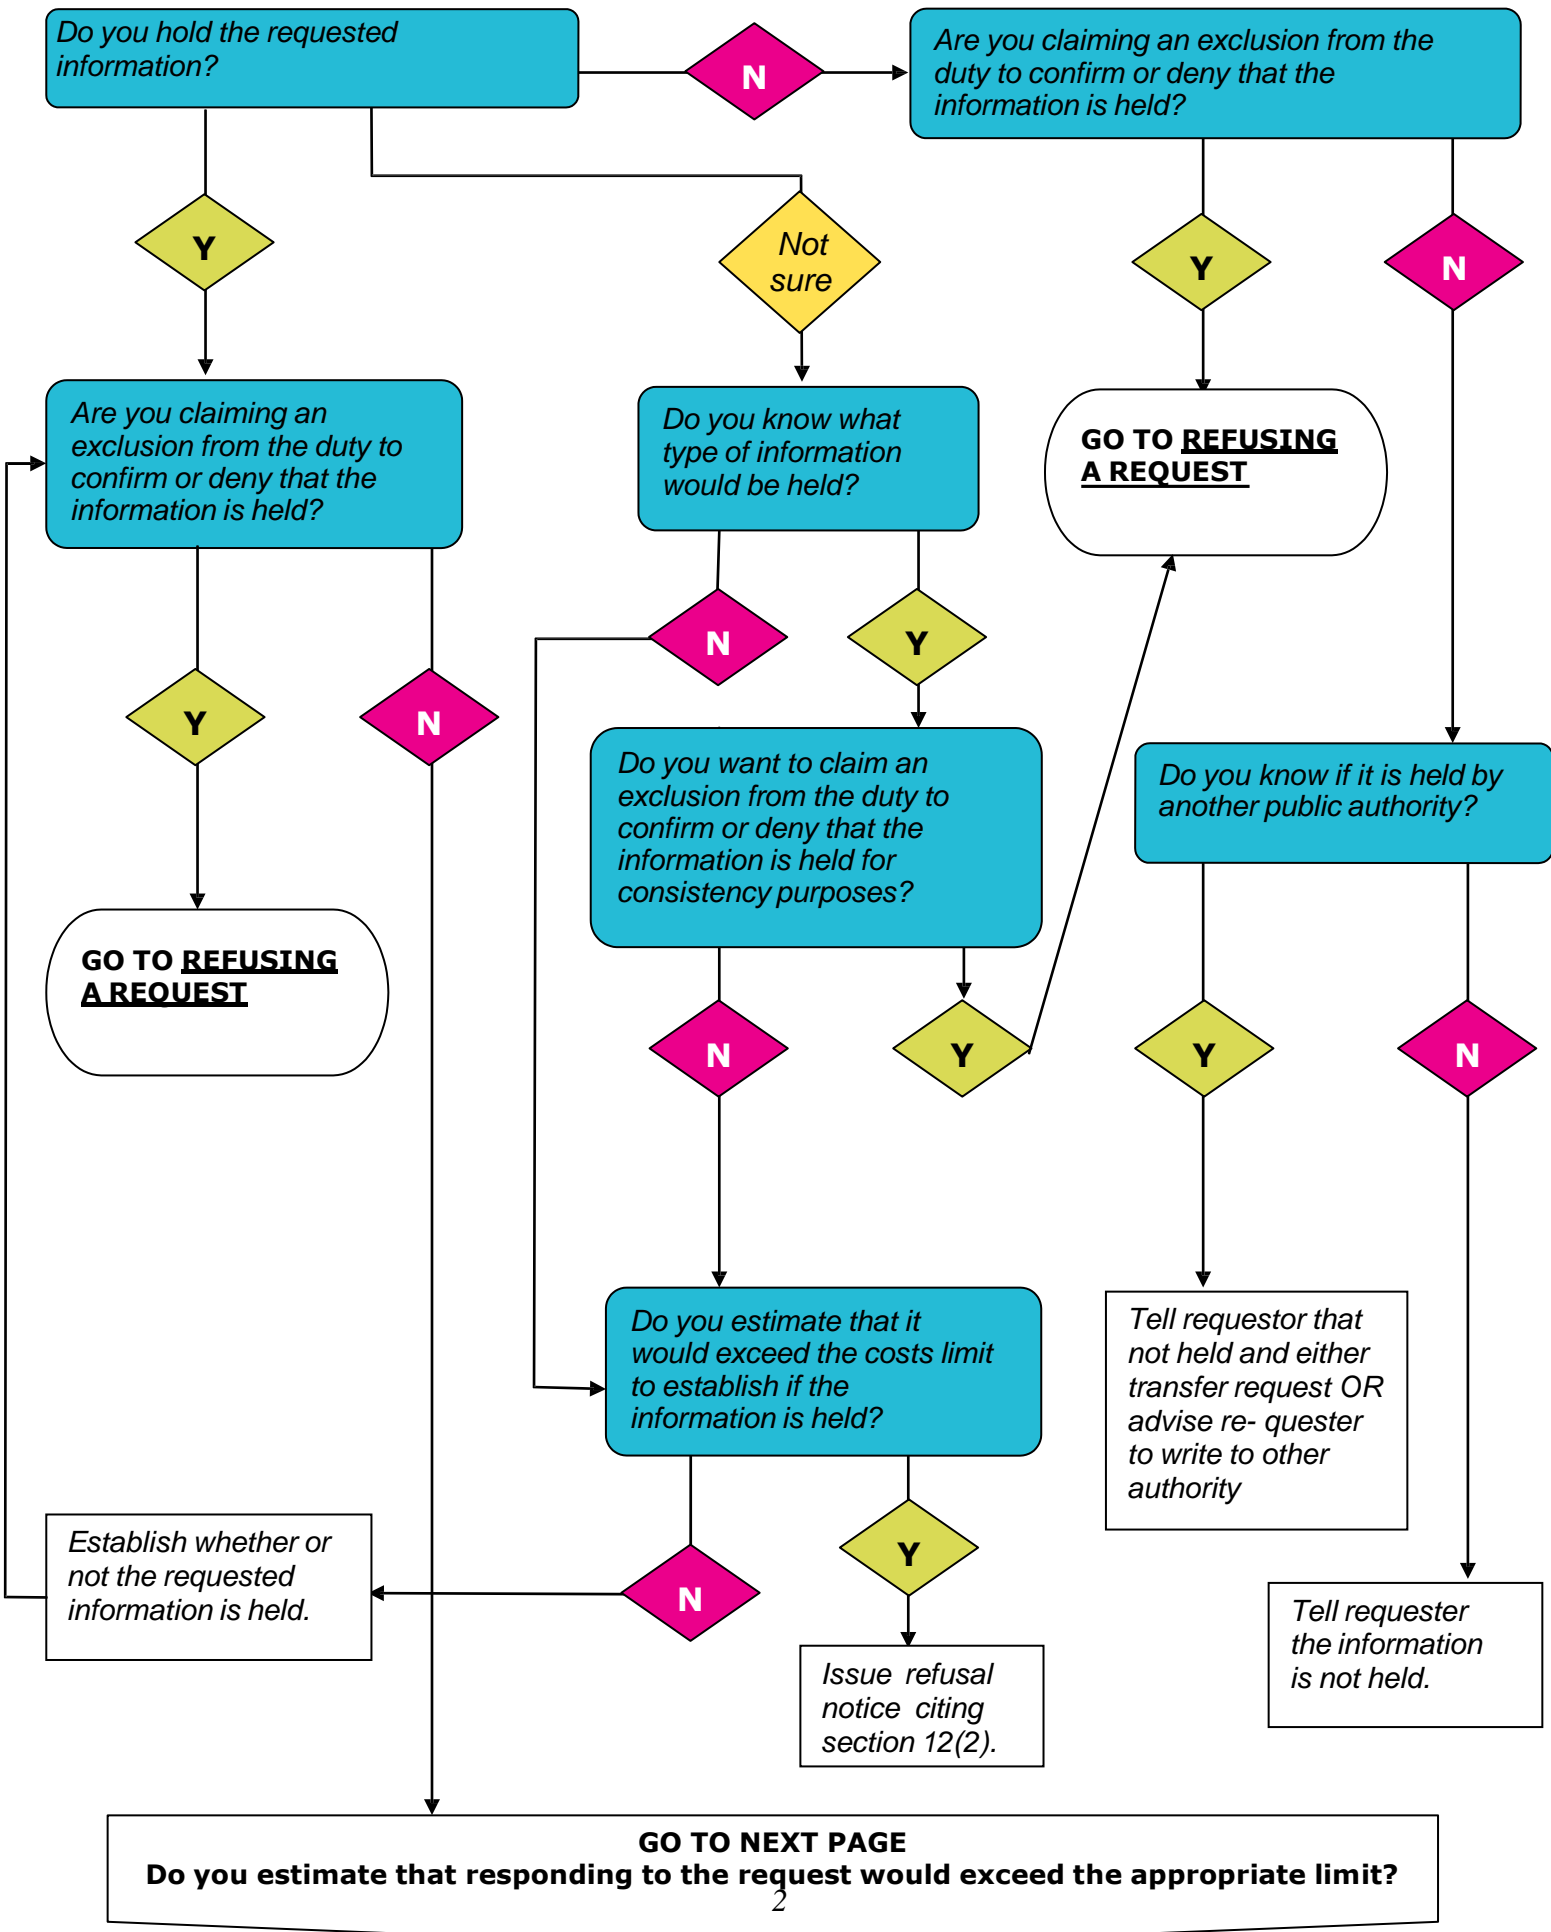 Do you hold the requested
information?
N
Are you claiming an exclusion from the
duty to confirm or deny that the
information is held?
Y
Not
sure
Y
N
Are you claiming an
exclusion from the duty to
confirm or deny that the
information is held?
Do you know what
type of information
would be held?
GO TO REFUSING
A REQUEST
N
Y
Y
N
Do you want to claim an
exclusion from the duty to
confirm or deny that the
information is held for
consistency purposes?
Do you know if it is held by
another public authority?
GO TO REFUSING
A REQUEST
N
Y
Y
N
Do you estimate that it
would exceed the costs limit
to establish if the
information is held?
Tell requestor that
not held and either
transfer request OR
advise re- quester
to write to other
authority
Establish whether or
not the requested
information is held.
N
Y
Tell requester
the information
is not held.
Issue refusal
notice citing
section 12(2).
GO TO NEXT PAGE
Do you estimate that responding to the request would exceed the appropriate limit?
2